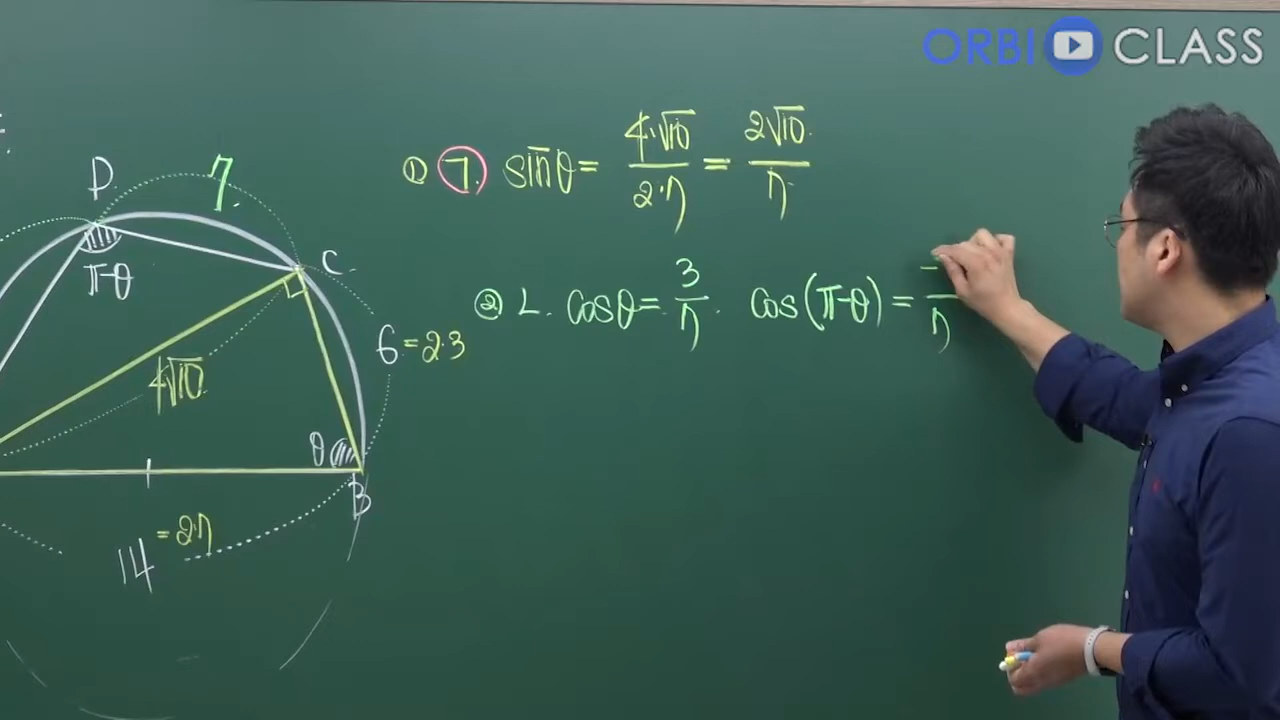 ORBI CLASS
① ㄱ. sinθ = 4·√10 / 2·7 = 2√10 / 7
D
7
π-θ
C
② ㄴ. cosθ = 3/7. cos(π-θ) = - / 7
6 = 2·3
4√10
θ
B
14 = 2·7